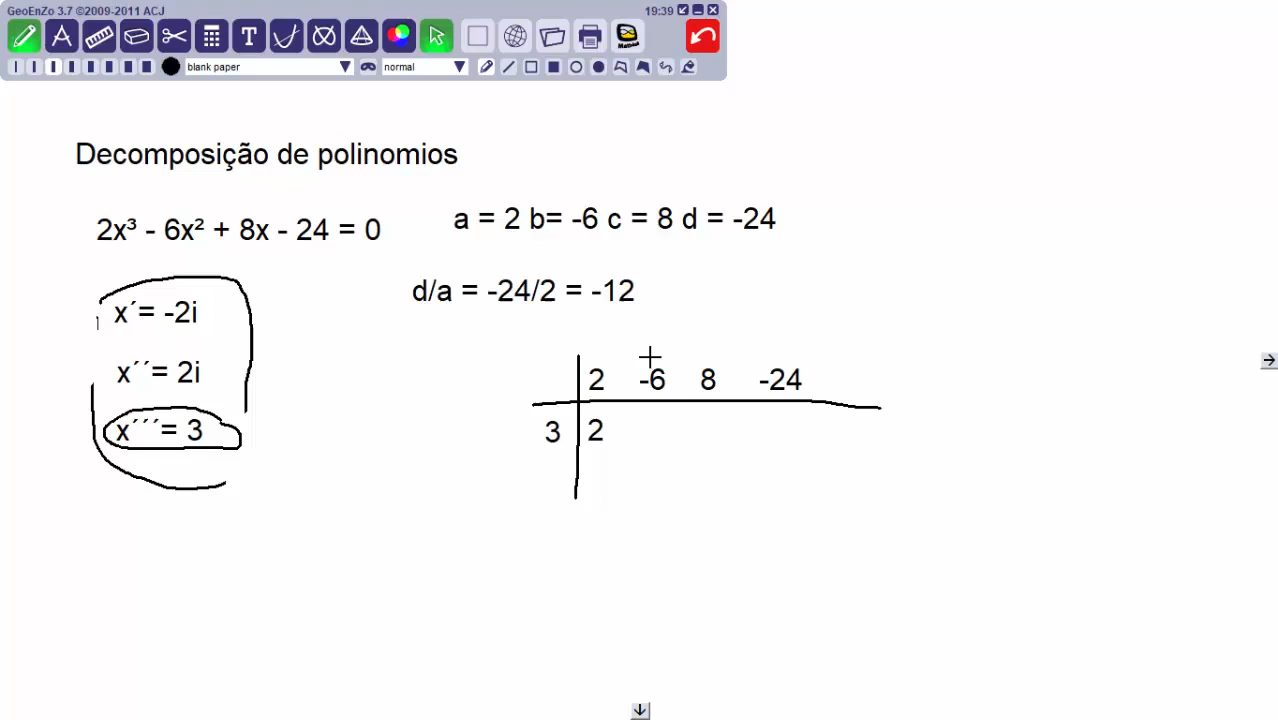 GeoEnZo 3.7 ©2009-2011 ACJ 19:39
blank paper normal
Decomposição de polinomios
2x³ - 6x² + 8x - 24 = 0
a = 2 b= -6 c = 8 d = -24
d/a = -24/2 = -12
x´= -2i
x´´= 2i
x´´´= 3
2 -6 8 -24
3 2